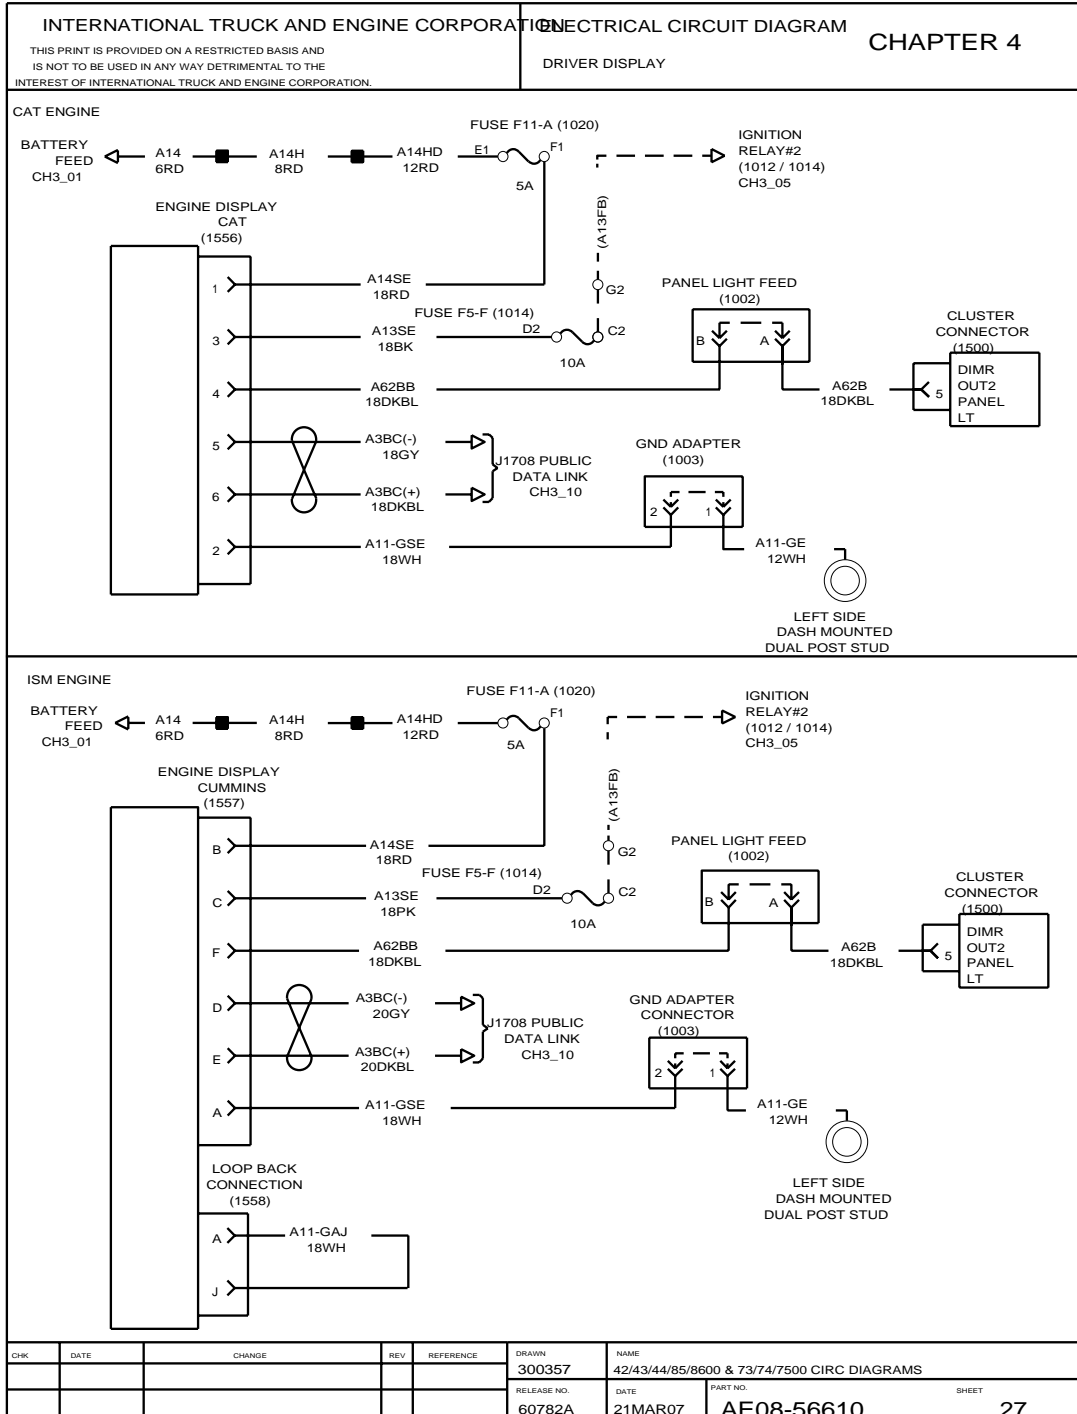 INTERNATIONAL TRUCK AND ENGINE CORPORATION
THIS PRINT IS PROVIDED ON A RESTRICTED BASIS AND
IS NOT TO BE USED IN ANY WAY DETRIMENTAL TO THE
INTEREST OF INTERNATIONAL TRUCK AND ENGINE CORPORATION.
ELECTRICAL CIRCUIT DIAGRAM
DRIVER DISPLAY
CHAPTER 4
CAT ENGINE
BATTERY
FEED
CH3_01
A14
6RD
A14H
8RD
A14HD
12RD
FUSE F11-A (1020)
E1
F1
5A
IGNITION
RELAY#2
(1012 / 1014)
CH3_05
(A13FB)
G2
ENGINE DISPLAY
CAT
(1556)
1
A14SE
18RD
FUSE F5-F (1014)
3
A13SE
18BK
D2
C2
10A
PANEL LIGHT FEED
(1002)
B
A
CLUSTER
CONNECTOR
(1500)
4
A62BB
18DKBL
A62B
18DKBL
5
DIMR
OUT2
PANEL
LT
5
A3BC(-)
18GY
6
A3BC(+)
18DKBL
J1708 PUBLIC
DATA LINK
CH3_10
GND ADAPTER
(1003)
2
1
2
A11-GSE
18WH
A11-GE
12WH
LEFT SIDE
DASH MOUNTED
DUAL POST STUD
ISM ENGINE
BATTERY
FEED
CH3_01
A14
6RD
A14H
8RD
A14HD
12RD
FUSE F11-A (1020)
F1
5A
IGNITION
RELAY#2
(1012 / 1014)
CH3_05
(A13FB)
G2
ENGINE DISPLAY
CUMMINS
(1557)
B
A14SE
18RD
FUSE F5-F (1014)
C
A13SE
18PK
D2
C2
10A
PANEL LIGHT FEED
(1002)
B
A
CLUSTER
CONNECTOR
(1500)
F
A62BB
18DKBL
A62B
18DKBL
5
DIMR
OUT2
PANEL
LT
D
A3BC(-)
20GY
E
A3BC(+)
20DKBL
J1708 PUBLIC
DATA LINK
CH3_10
GND ADAPTER
CONNECTOR
(1003)
2
1
A
A11-GSE
18WH
A11-GE
12WH
LEFT SIDE
DASH MOUNTED
DUAL POST STUD
LOOP BACK
CONNECTION
(1558)
A
A11-GAJ
18WH
J
CHK
DATE
CHANGE
REV
REFERENCE
DRAWN
300357
NAME
42/43/44/85/8600 & 73/74/7500 CIRC DIAGRAMS
RELEASE NO.
60782A
DATE
21MAR07
PART NO.
AE08-56610
SHEET
27